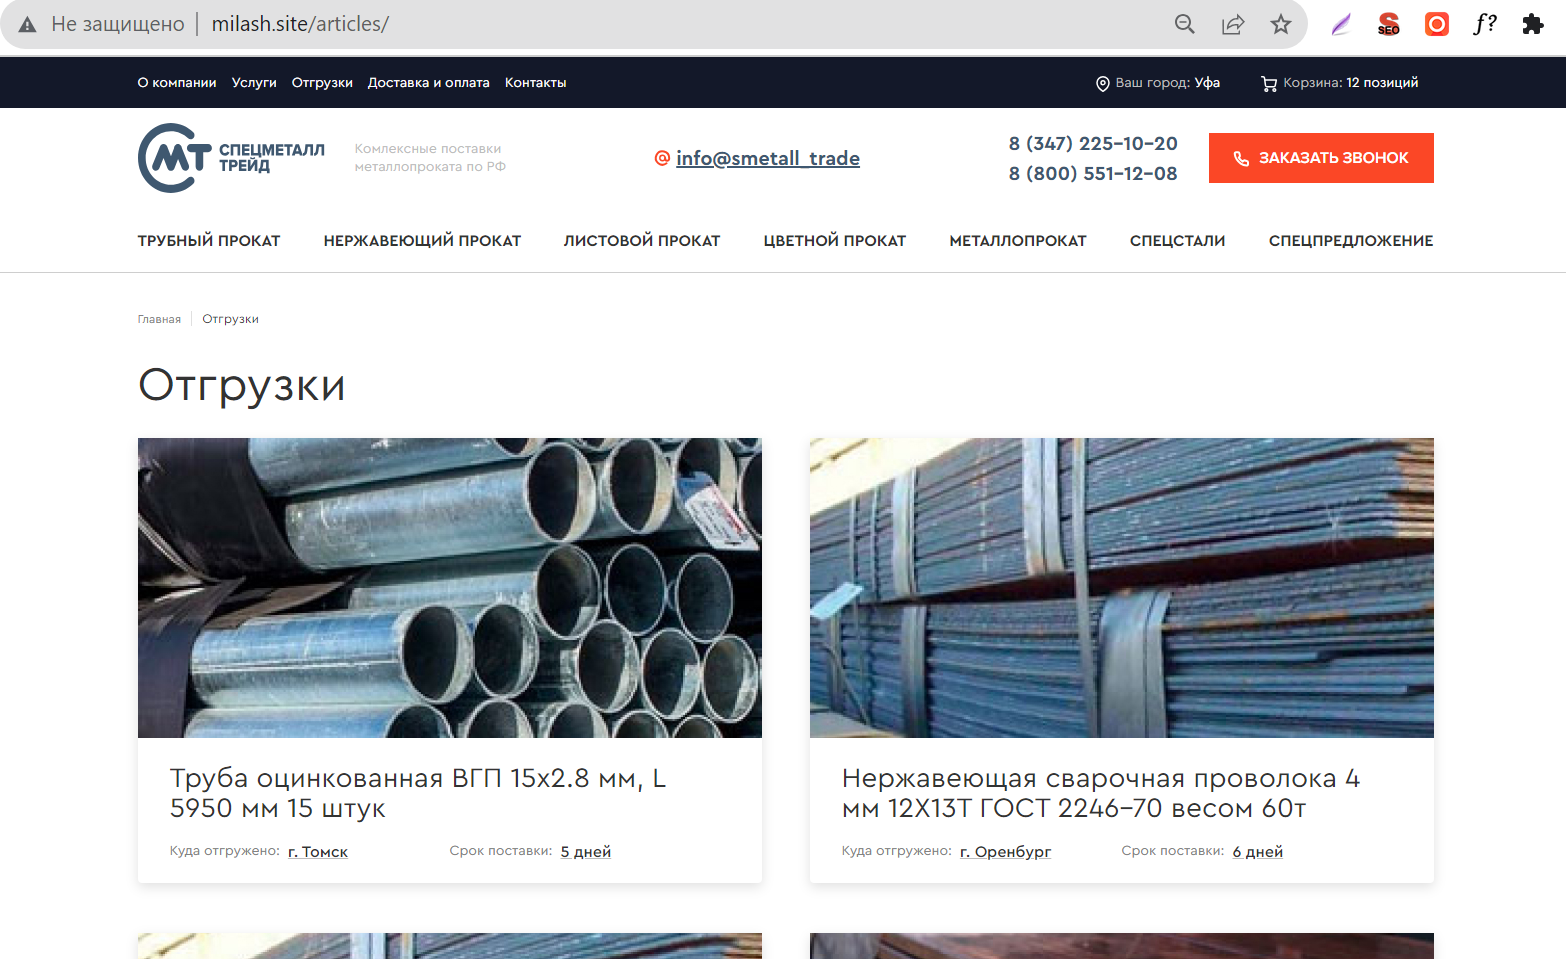 Не защищено
milash.site/articles/
SEO
f?
О компании Услуги Отгрузки Доставка и оплата Контакты
Ваш город: Уфа
Корзина: 12 позиций
СМТ
СПЕЦМЕТАЛЛ
ТРЕЙД
Комлексные поставки
металлопроката по РФ
@ info@smetall_trade
8 (347) 225-10-20
8 (800) 551-12-08
ЗАКАЗАТЬ ЗВОНОК
ТРУБНЫЙ ПРОКАТ НЕРЖАВЕЮЩИЙ ПРОКАТ ЛИСТОВОЙ ПРОКАТ ЦВЕТНОЙ ПРОКАТ МЕТАЛЛОПРОКАТ СПЕЦСТАЛИ СПЕЦПРЕДЛОЖЕНИЕ
Главная Отгрузки
Отгрузки
Труба оцинкованная ВГП 15х2.8 мм, L
5950 мм 15 штук
Куда отгружено: г. Томск Срок поставки: 5 дней
Нержавеющая сварочная проволока 4
мм 12Х13Т ГОСТ 2246-70 весом 60т
Куда отгружено: г. Оренбург Срок поставки: 6 дней